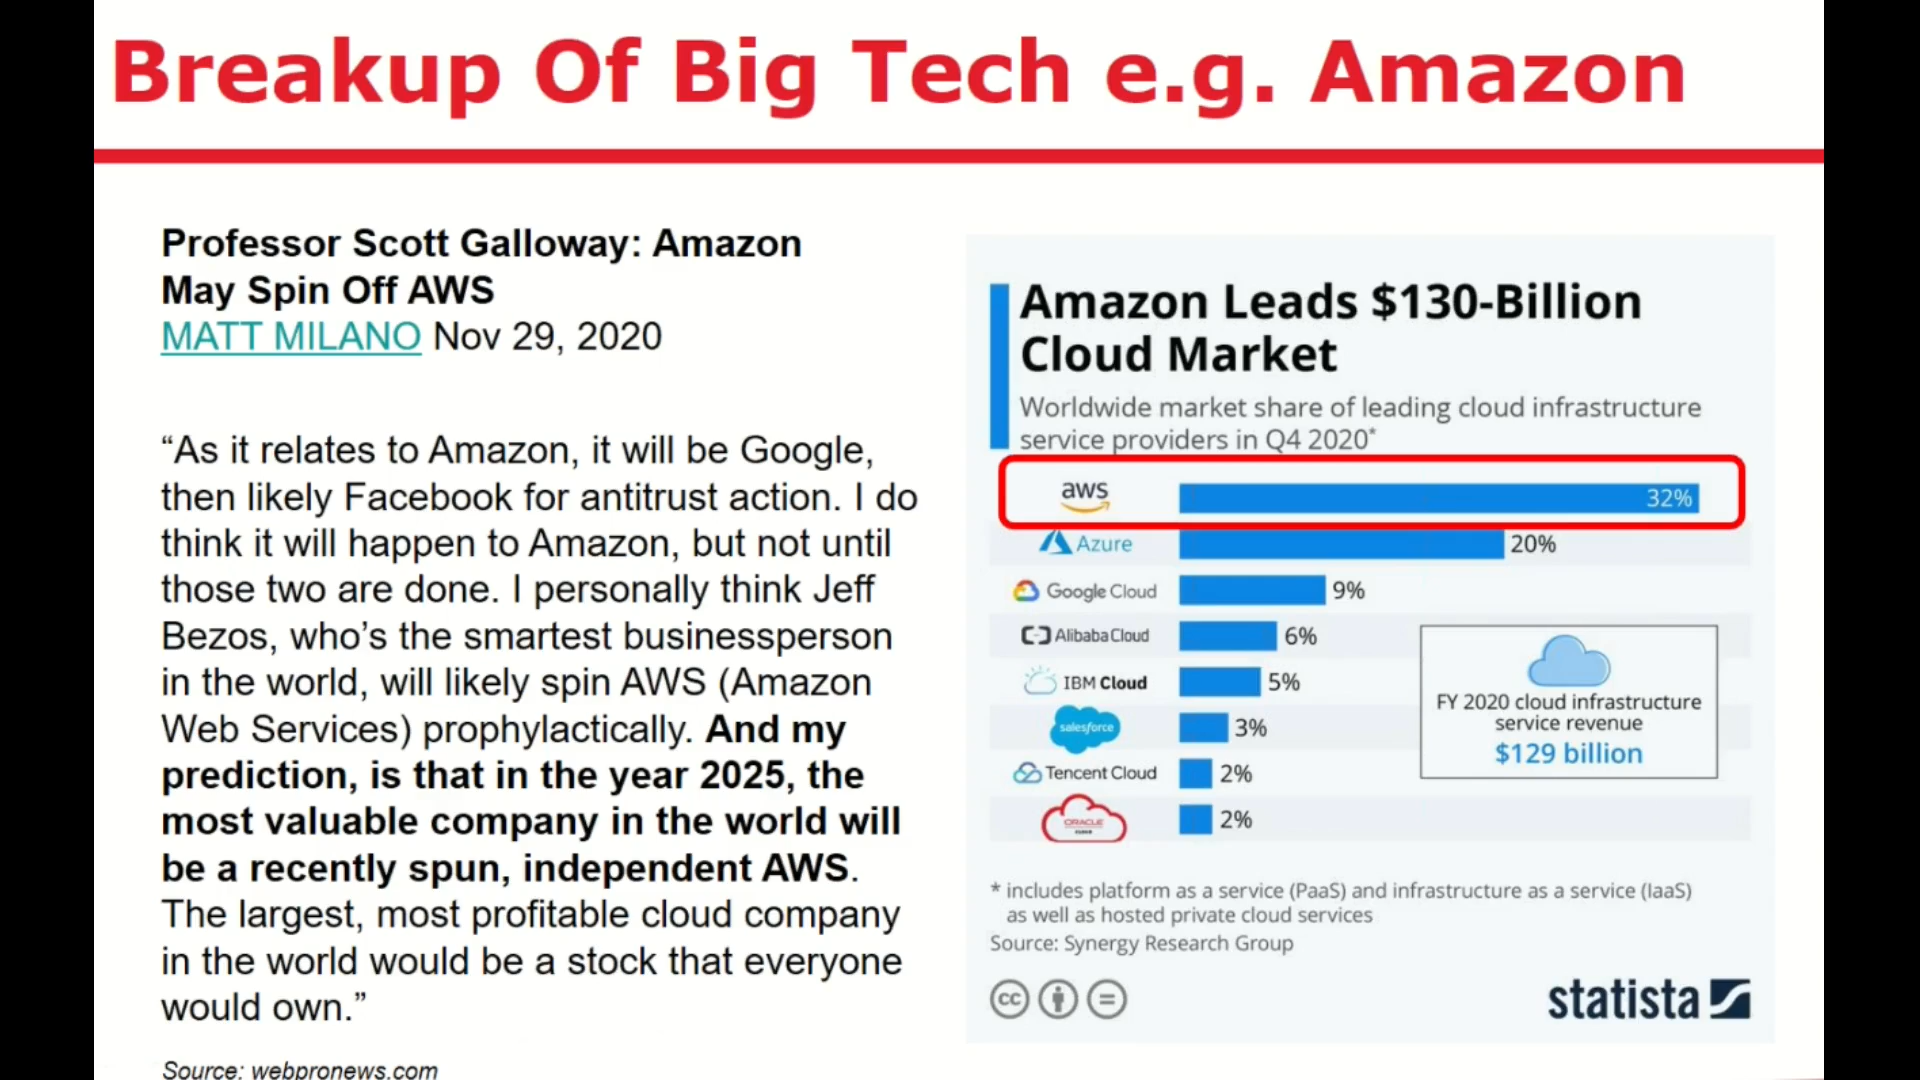 Breakup Of Big Tech e.g. Amazon
Professor Scott Galloway: Amazon
May Spin Off AWS
MATT MILANO Nov 29, 2020
“As it relates to Amazon, it will be Google,
then likely Facebook for antitrust action. I do
think it will happen to Amazon, but not until
those two are done. I personally think Jeff
Bezos, who’s the smartest businessperson
in the world, will likely spin AWS (Amazon
Web Services) prophylactically. And my
prediction, is that in the year 2025, the
most valuable company in the world will
be a recently spun, independent AWS.
The largest, most profitable cloud company
in the world would be a stock that everyone
would own.”
Source: webpronews.com
Amazon Leads $130-Billion
Cloud Market
Worldwide market share of leading cloud infrastructure
service providers in Q4 2020*
aws 32%
Azure 20%
Google Cloud 9%
Alibaba Cloud 6%
IBM Cloud 5%
salesforce 3%
Tencent Cloud 2%
ORACLE CLOUD 2%
FY 2020 cloud infrastructure
service revenue
$129 billion
* includes platform as a service (PaaS) and infrastructure as a service (IaaS)
as well as hosted private cloud services
Source: Synergy Research Group
cc
statista